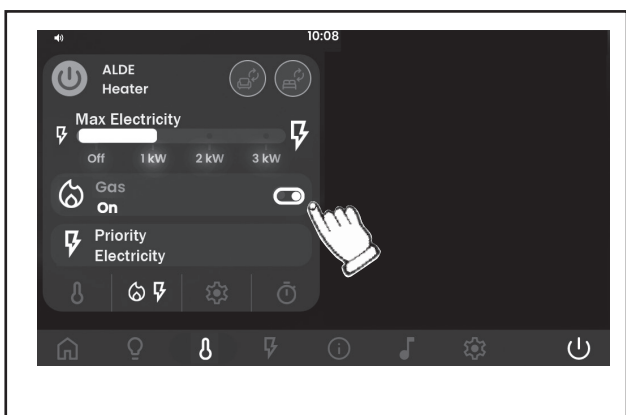 10:08
ALDE
Heater
Max Electricity
Off 1 kW 2 kW 3 kW
Gas
On
Priority
Electricity